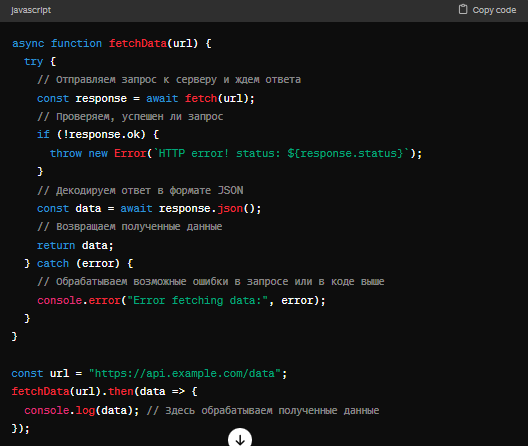 javascript
Copy code
async function fetchData(url) {
  try {
    // Отправляем запрос к серверу и ждем ответа
    const response = await fetch(url);
    // Проверяем, успешен ли запрос
    if (!response.ok) {
      throw new Error(`HTTP error! status: ${response.status}`);
    }
    // Декодируем ответ в формате JSON
    const data = await response.json();
    // Возвращаем полученные данные
    return data;
  } catch (error) {
    // Обрабатываем возможные ошибки в запросе или в коде выше
    console.error("Error fetching data:", error);
  }
}

const url = "https://api.example.com/data";
fetchData(url).then(data => {
  console.log(data); // Здесь обрабатываем полученные данные
});